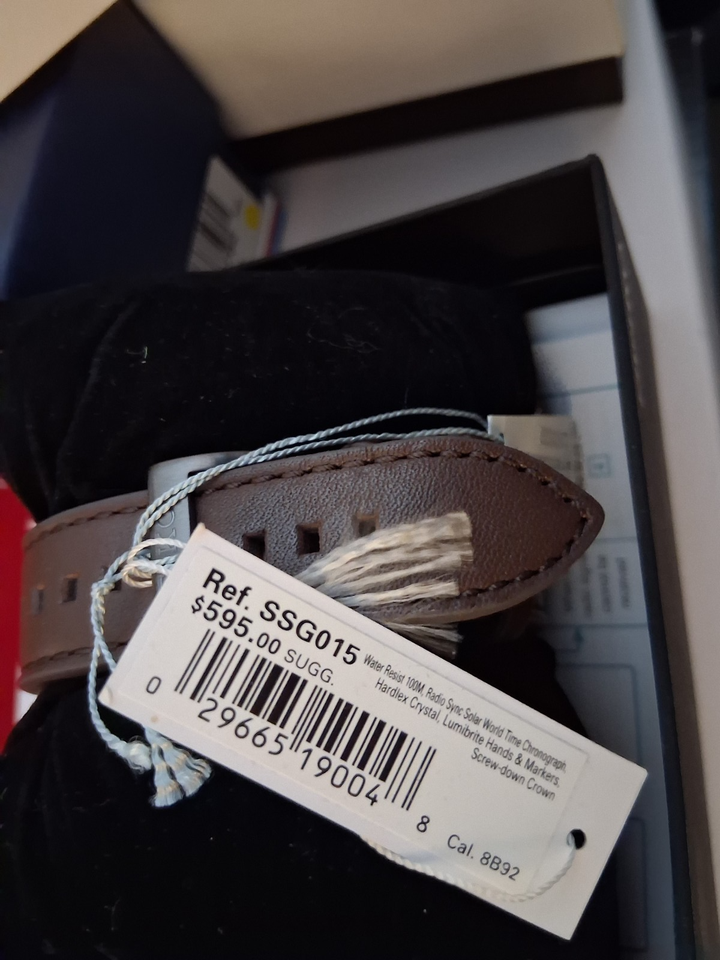 Ref. SSG015
$595.00 SUGG.
Water Resist 100M, Radio Sync Solar World Time Chronograph,
Hardlex Crystal, Lumibrite Hands & Markers,
Screw-down Crown
0 29665 19004 8
Cal. 8B92